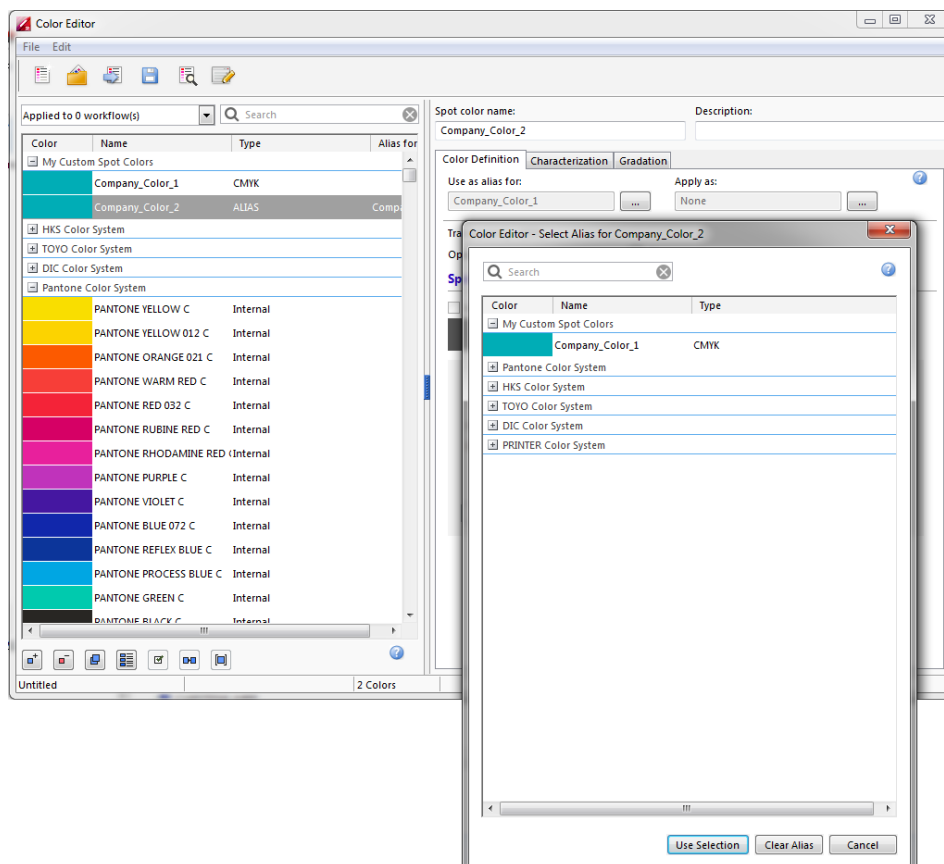 Color Editor
File Edit
Applied to 0 workflow(s) Search
Color Name Type Alias for
My Custom Spot Colors
Company_Color_1 CMYK
Company_Color_2 ALIAS Comp
HKS Color System
TOYO Color System
DIC Color System
Pantone Color System
PANTONE YELLOW C Internal
PANTONE YELLOW 012 C Internal
PANTONE ORANGE 021 C Internal
PANTONE WARM RED C Internal
PANTONE RED 032 C Internal
PANTONE RUBINE RED C Internal
PANTONE RHODAMINE RED Internal
PANTONE PURPLE C Internal
PANTONE VIOLET C Internal
PANTONE BLUE 072 C Internal
PANTONE REFLEX BLUE C Internal
PANTONE PROCESS BLUE C Internal
PANTONE GREEN C Internal
PANTONE BLACK C Internal
Untitled 2 Colors
Spot color name: Description:
Company_Color_2
Color Definition Characterization Gradation
Use as alias for: Apply as:
Company_Color_1 ... None ...
Tra
Op
Sp
Color Editor - Select Alias for Company_Color_2
Search
Color Name Type
My Custom Spot Colors
Company_Color_1 CMYK
Pantone Color System
HKS Color System
TOYO Color System
DIC Color System
PRINTER Color System
Use Selection Clear Alias Cancel